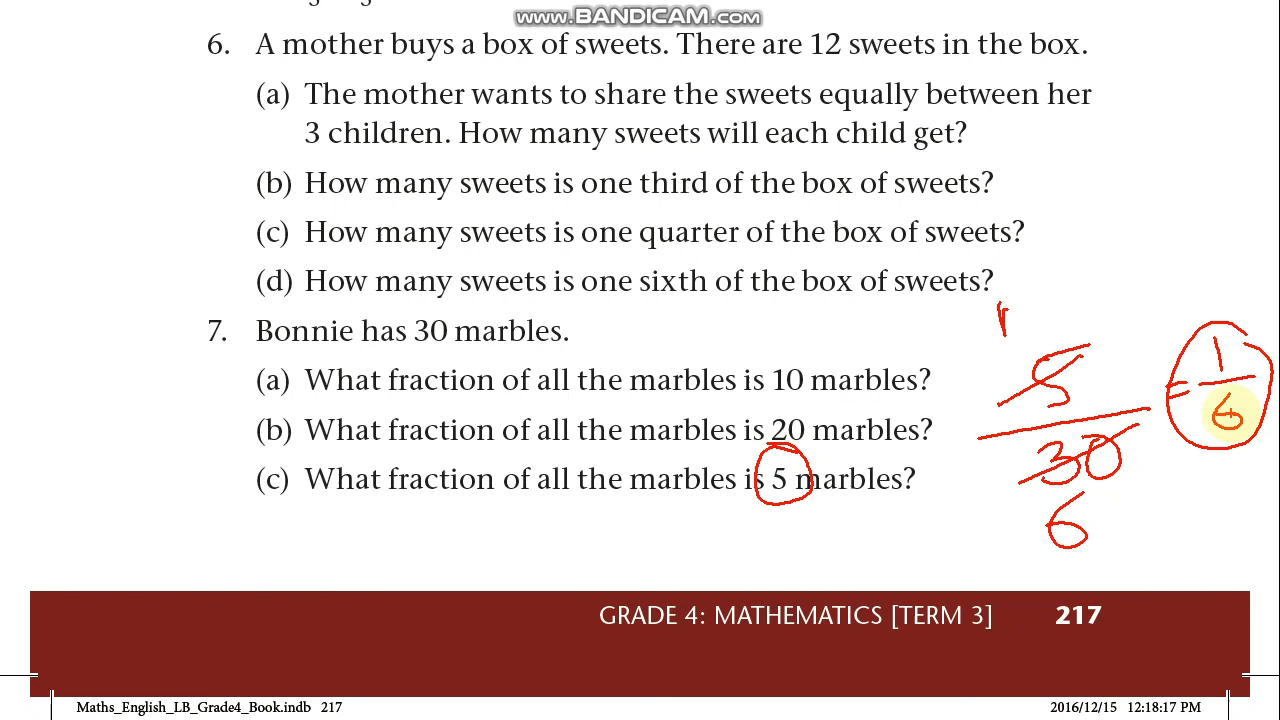 www.BANDICAM.com
6. A mother buys a box of sweets. There are 12 sweets in the box.
(a) The mother wants to share the sweets equally between her
3 children. How many sweets will each child get?
(b) How many sweets is one third of the box of sweets?
(c) How many sweets is one quarter of the box of sweets?
(d) How many sweets is one sixth of the box of sweets?
7. Bonnie has 30 marbles.
(a) What fraction of all the marbles is 10 marbles?
(b) What fraction of all the marbles is 20 marbles?
(c) What fraction of all the marbles is 5 marbles?
1
5
30
6
= 1
6
GRADE 4: MATHEMATICS [TERM 3] 217
Maths_English_LB_Grade4_Book.indb 217
2016/12/15 12:18:17 PM